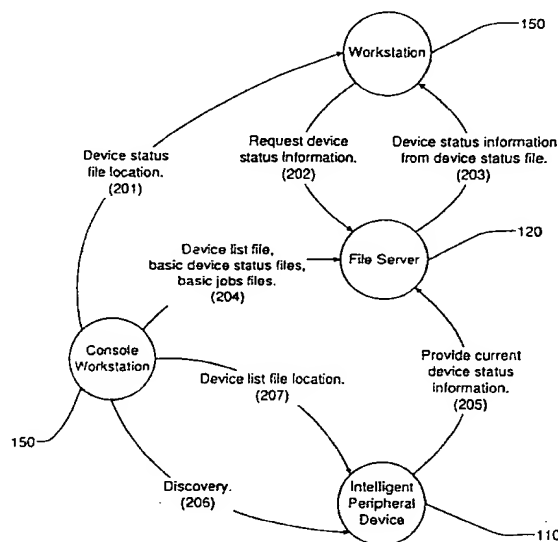 150
Workstation
Device status
file location.
(201)
Request device
status information.
(202)
Device status information
from device status file.
(203)
Device list file,
basic device status files,
basic jobs files.
(204)
120
File Server
Console
Workstation
Device list file location.
(207)
Provide current
device status
information.
(205)
150
Discovery.
(206)
Intelligent
Peripheral
Device
110